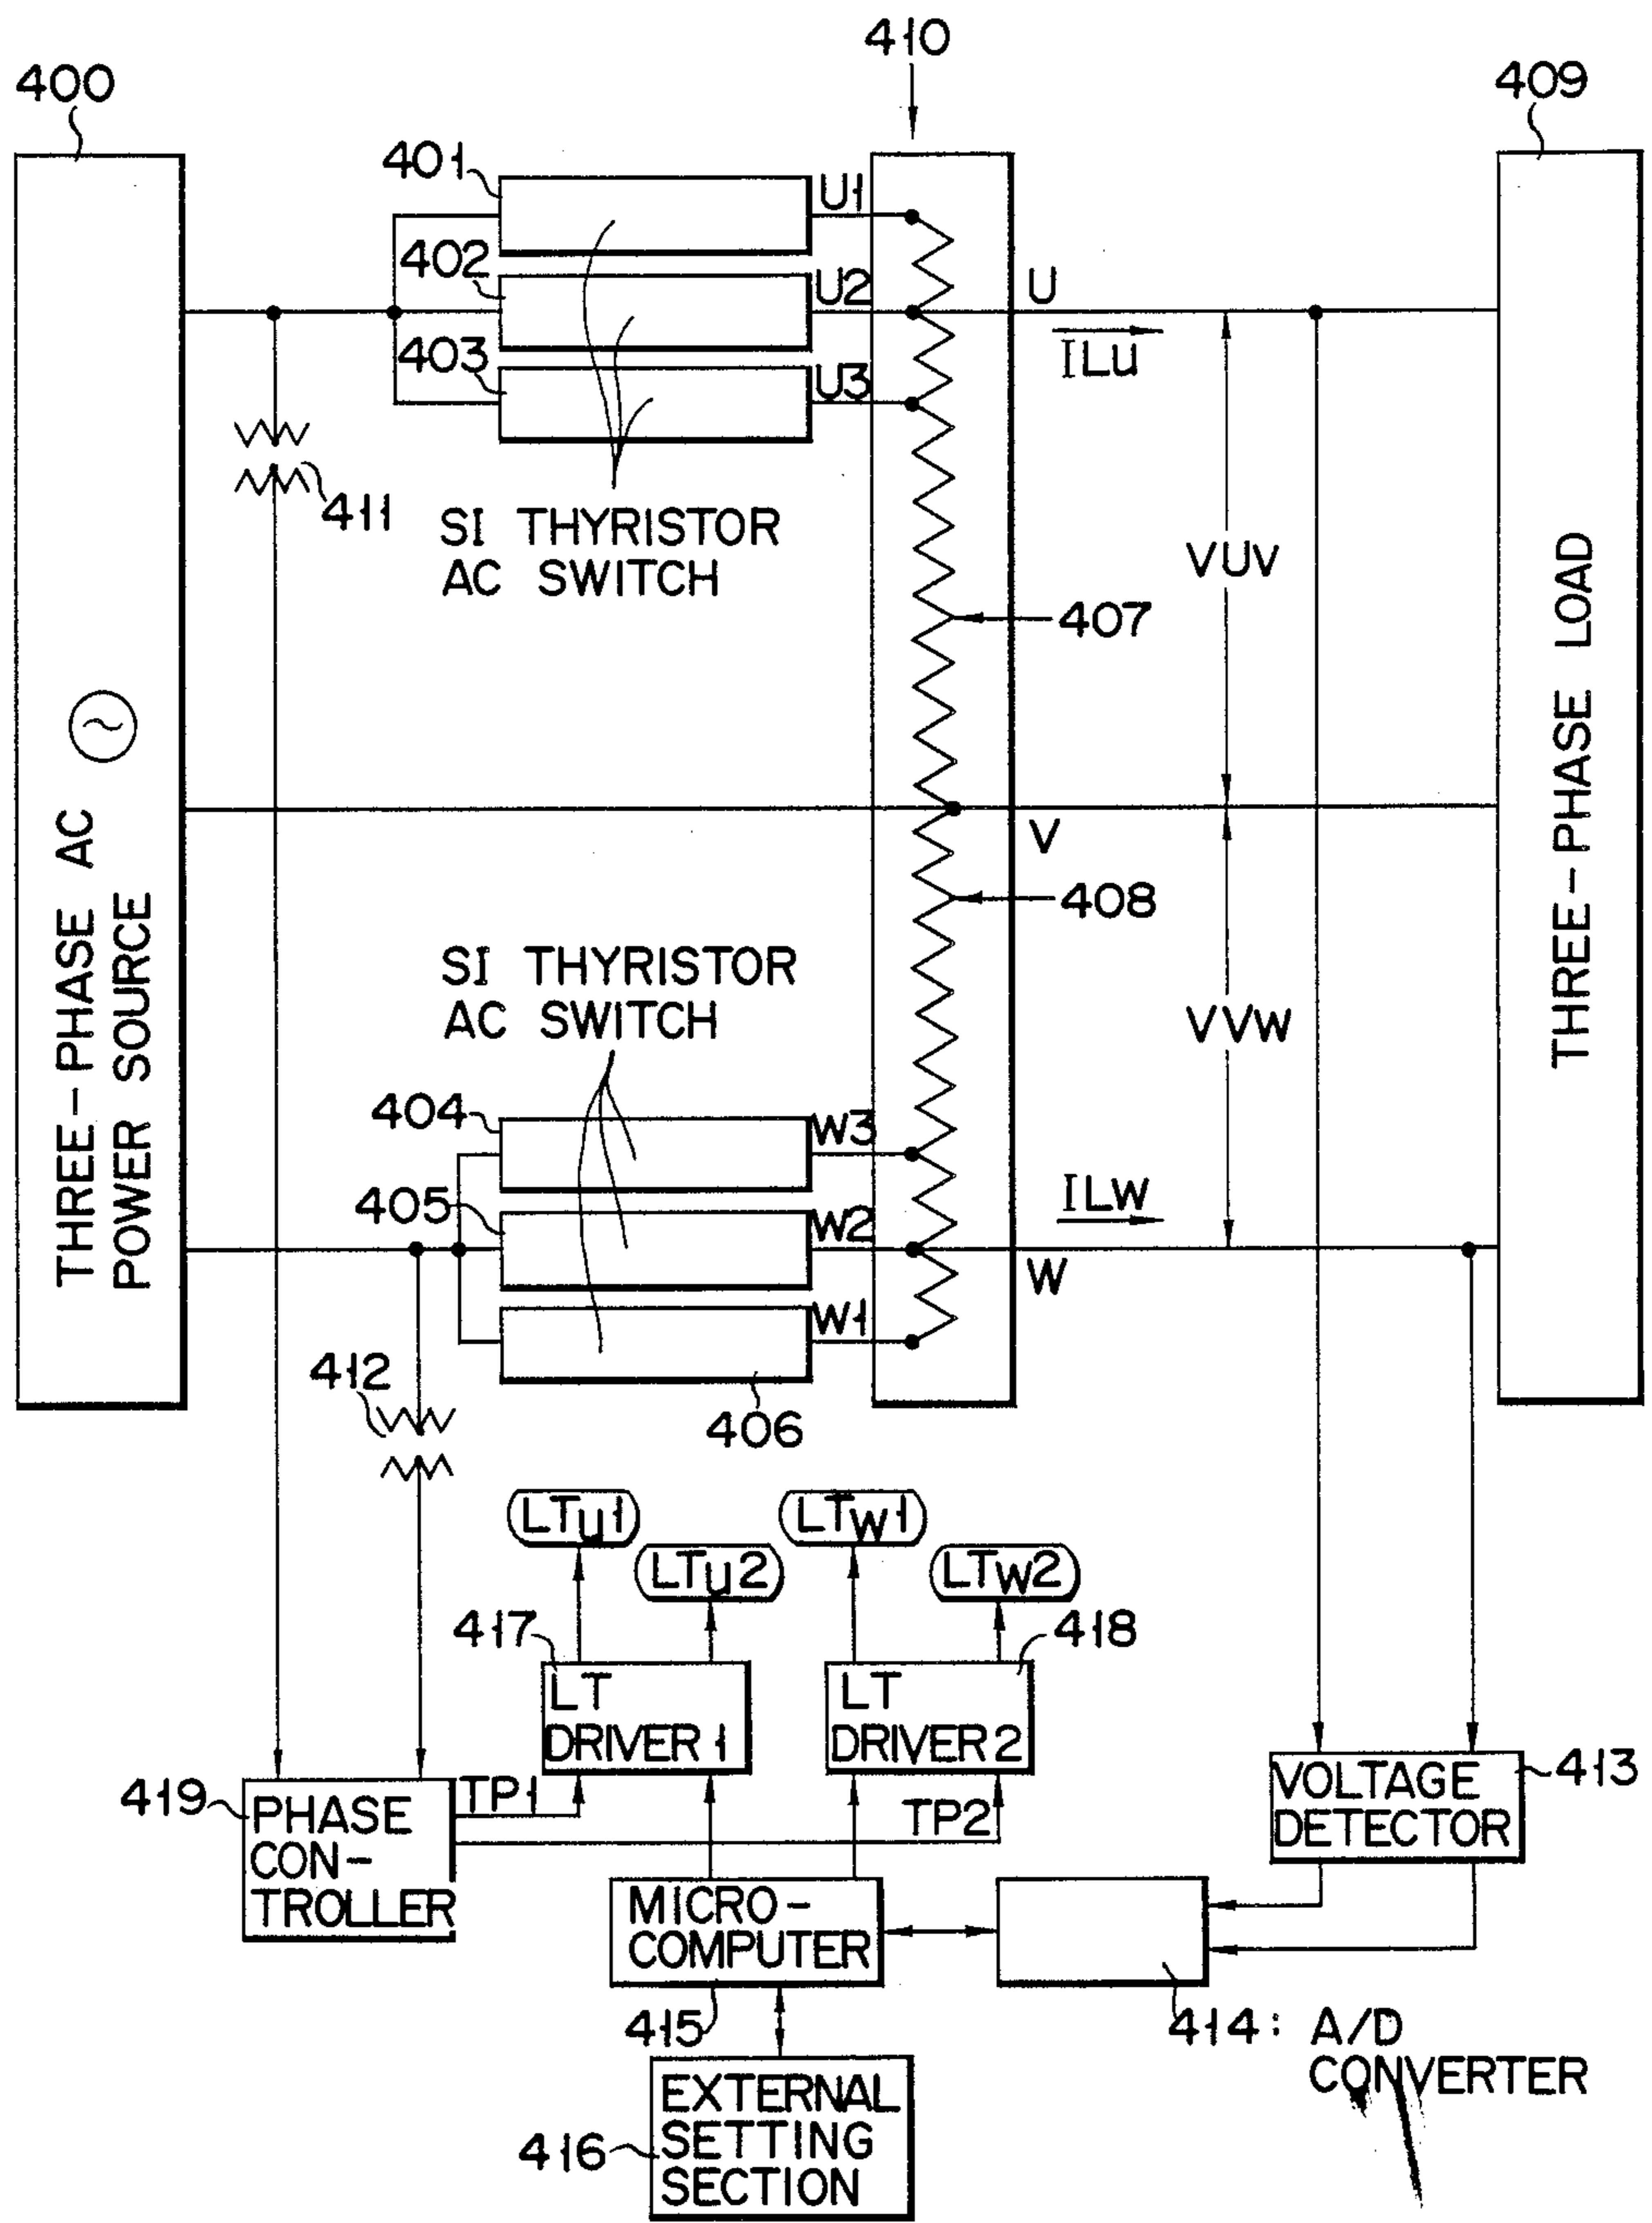 410
400
409
401
U1
402
U2
U
403
U3
ILU
411
SI THYRISTOR
AC SWITCH
VUV
407
THREE-PHASE AC
POWER SOURCE
THREE-PHASE LOAD
V
408
SI THYRISTOR
AC SWITCH
VVW
404
W3
ILW
405
W2
W
W1
412
406
LTU1
LTW1
LTU2
LTW2
417
418
LT
DRIVER 1
LT
DRIVER 2
413
VOLTAGE
DETECTOR
419
PHASE
CON-
TROLLER
TP1
TP2
MICRO-
COMPUTER
415
414: A/D
CONVERTER
EXTERNAL
SETTING
SECTION
416